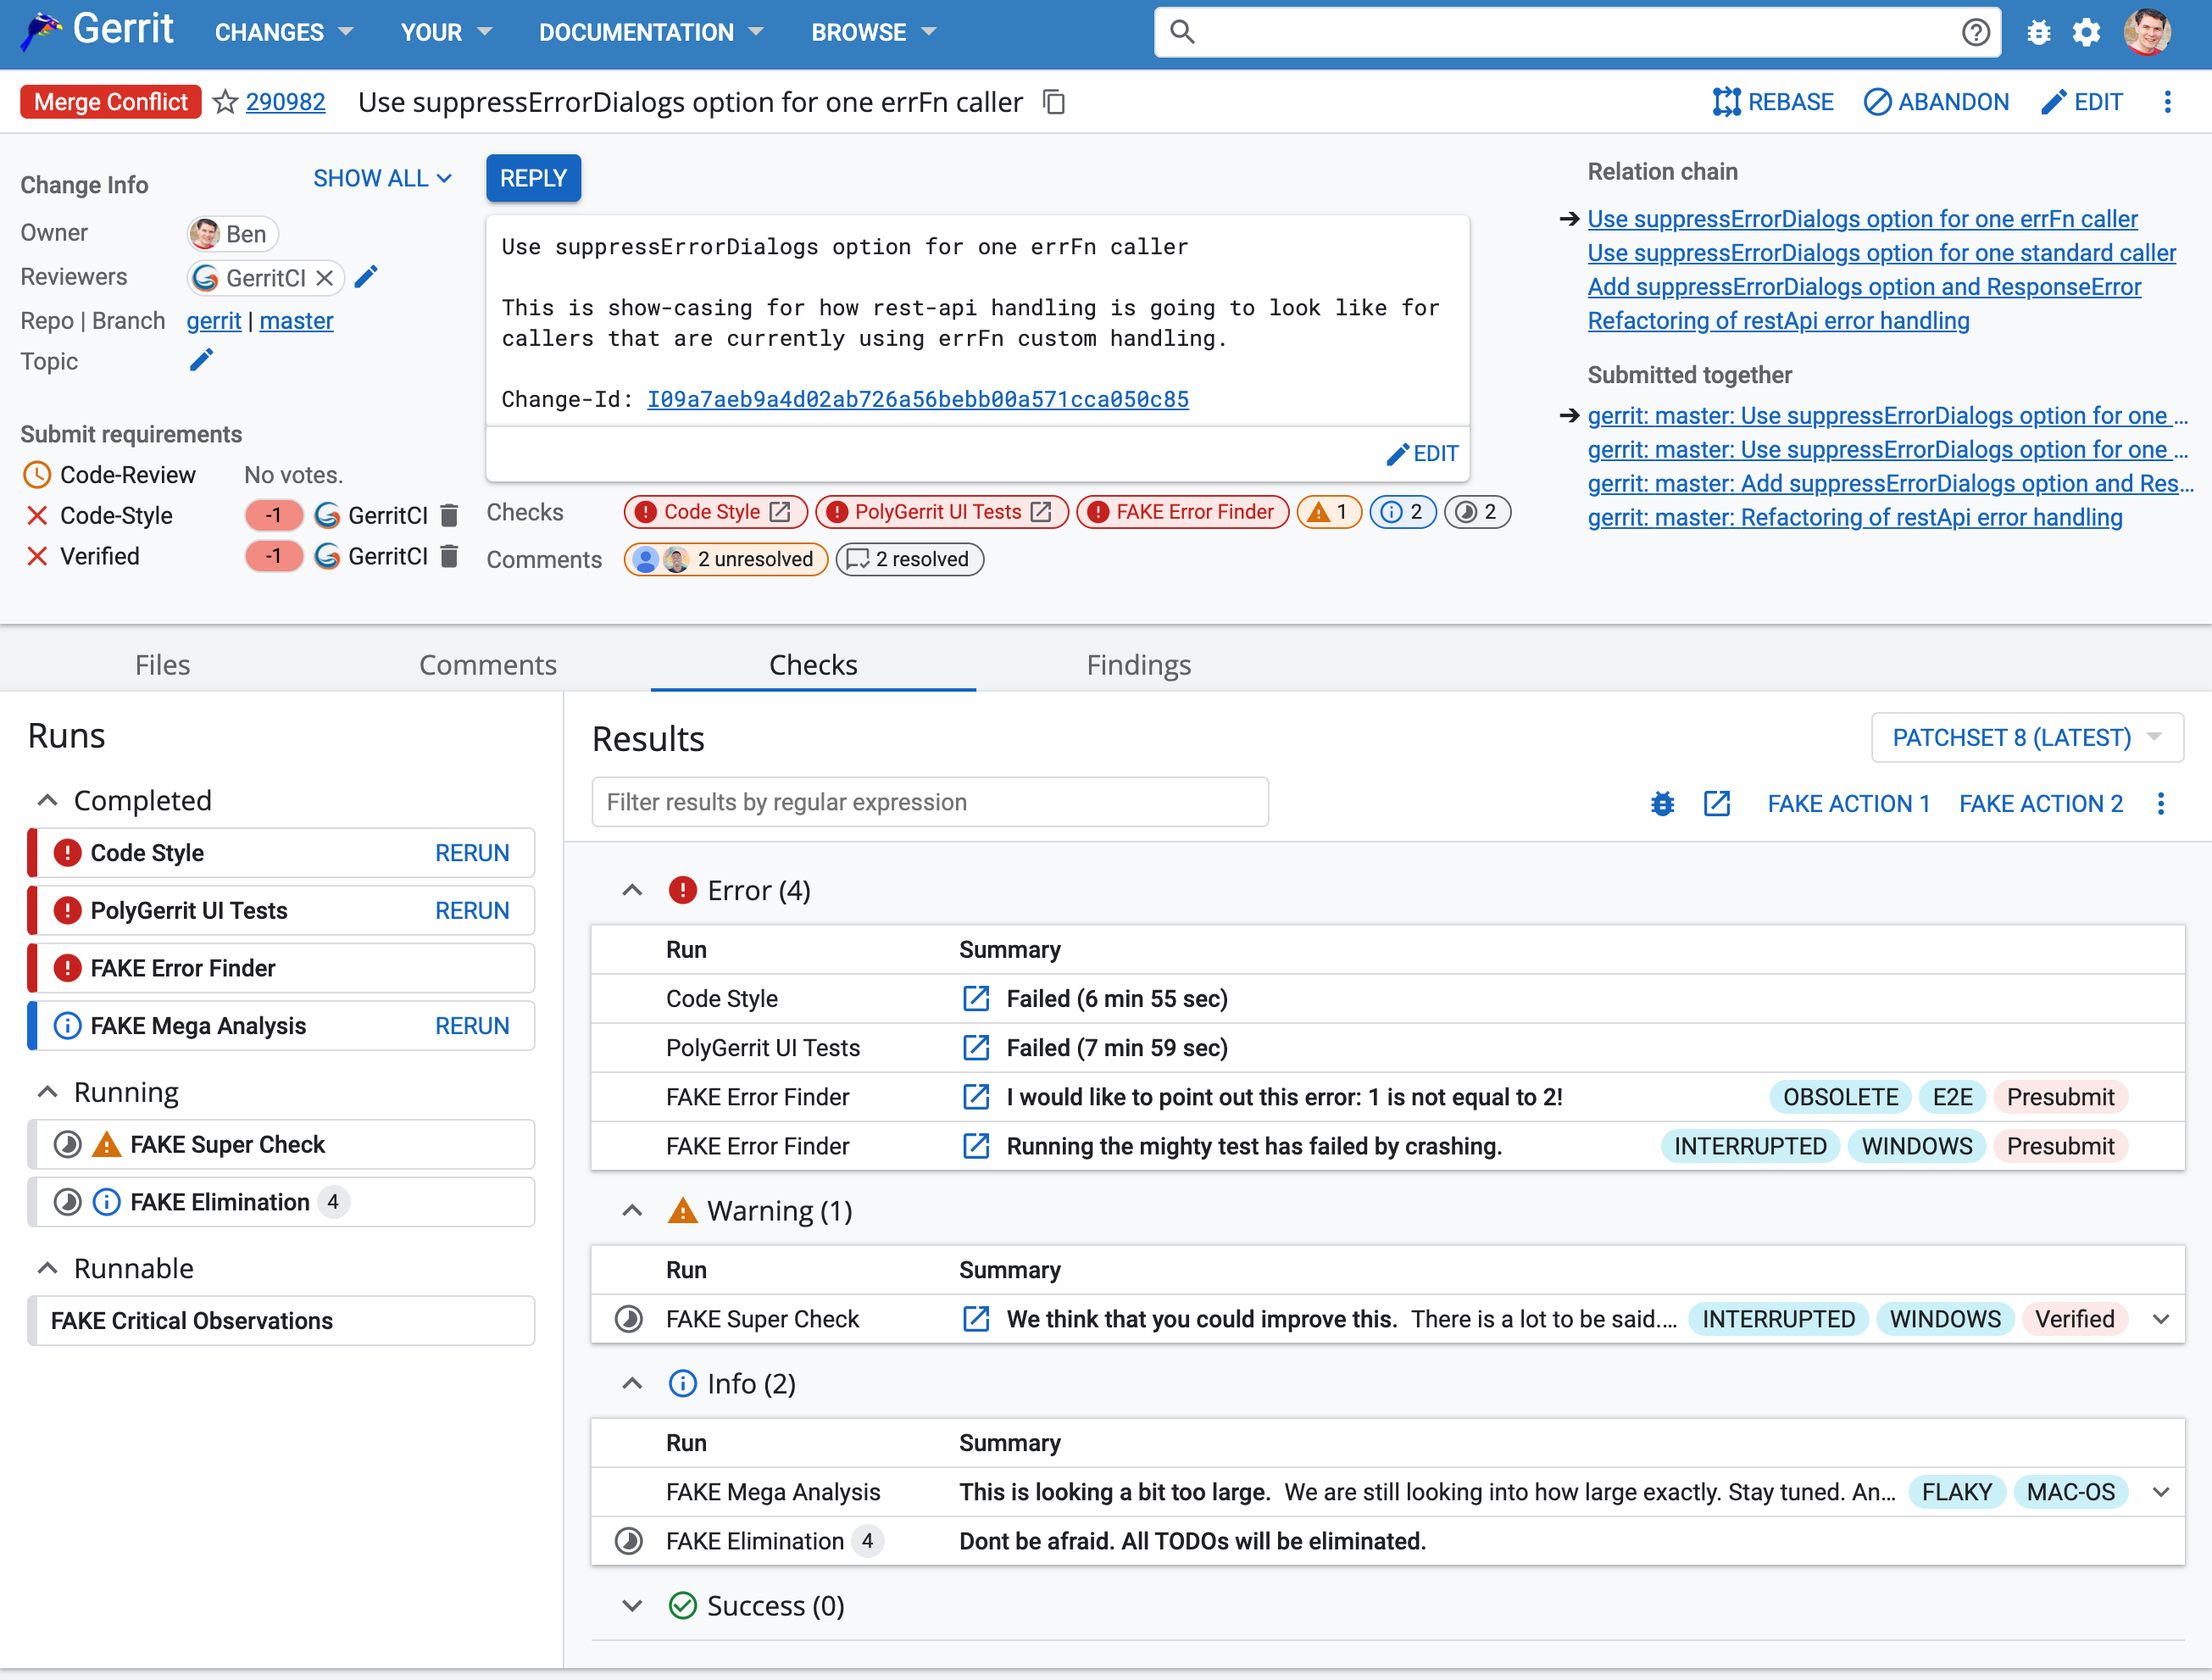 Gerrit CHANGES YOUR DOCUMENTATION BROWSE
Merge Conflict 290982 Use suppressErrorDialogs option for one errFn caller REBASE ABANDON EDIT
Change Info SHOW ALL
Owner Ben
Reviewers GerritCI
Repo | Branch gerrit | master
Topic
Submit requirements
Code-Review No votes.
Code-Style -1 GerritCI
Verified -1 GerritCI
REPLY
Use suppressErrorDialogs option for one errFn caller
This is show-casing for how rest-api handling is going to look like for
callers that are currently using errFn custom handling.
Change-Id: I09a7aeb9a4d02ab726a56bebb00a571cca050c85
EDIT
Checks Code Style PolyGerrit UI Tests FAKE Error Finder 1 2 2
Comments 2 unresolved 2 resolved
Relation chain
Use suppressErrorDialogs option for one errFn caller
Use suppressErrorDialogs option for one standard caller
Add suppressErrorDialogs option and ResponseError
Refactoring of restApi error handling
Submitted together
gerrit: master: Use suppressErrorDialogs option for one ...
gerrit: master: Use suppressErrorDialogs option for one ...
gerrit: master: Add suppressErrorDialogs option and Res...
gerrit: master: Refactoring of restApi error handling
Files Comments Checks Findings
Runs
Completed
Code Style RERUN
PolyGerrit UI Tests RERUN
FAKE Error Finder
FAKE Mega Analysis RERUN
Running
FAKE Super Check
FAKE Elimination 4
Runnable
FAKE Critical Observations
Results PATCHSET 8 (LATEST)
Filter results by regular expression FAKE ACTION 1 FAKE ACTION 2
Error (4)
Run Summary
Code Style Failed (6 min 55 sec)
PolyGerrit UI Tests Failed (7 min 59 sec)
FAKE Error Finder I would like to point out this error: 1 is not equal to 2! OBSOLETE E2E Presubmit
FAKE Error Finder Running the mighty test has failed by crashing. INTERRUPTED WINDOWS Presubmit
Warning (1)
Run Summary
FAKE Super Check We think that you could improve this. There is a lot to be said.... INTERRUPTED WINDOWS Verified
Info (2)
Run Summary
FAKE Mega Analysis This is looking a bit too large. We are still looking into how large exactly. Stay tuned. An... FLAKY MAC-OS
FAKE Elimination 4 Dont be afraid. All TODOs will be eliminated.
Success (0)